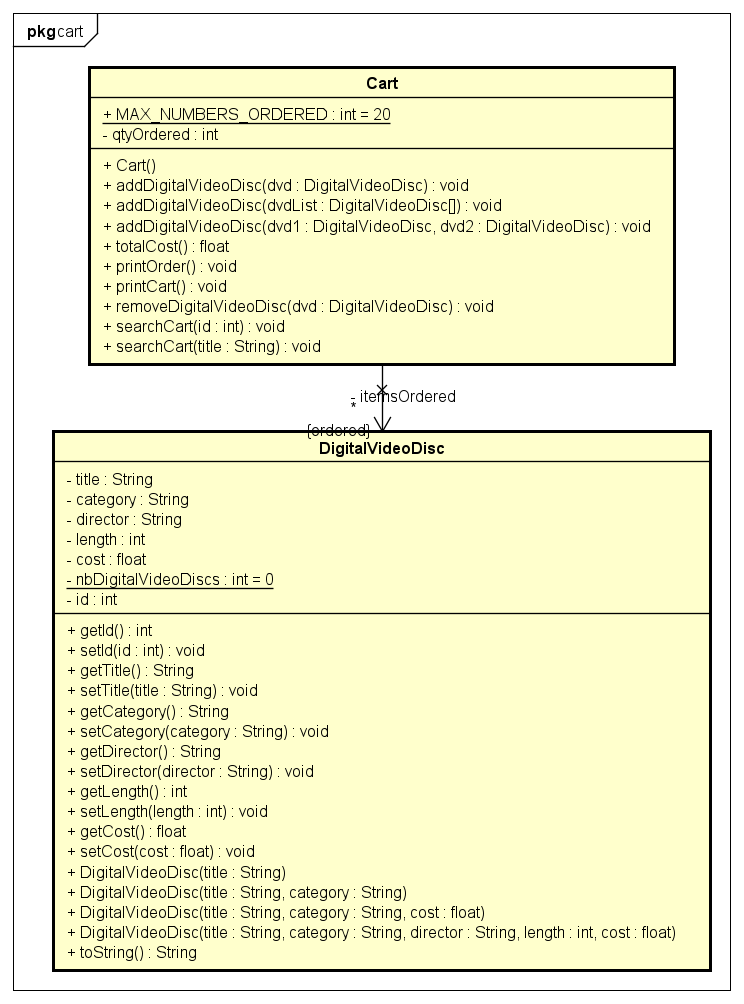 pkg cart
Cart
+ MAX_NUMBERS_ORDERED : int = 20
- qtyOrdered : int
+ Cart()
+ addDigitalVideoDisc(dvd : DigitalVideoDisc) : void
+ addDigitalVideoDisc(dvdList : DigitalVideoDisc[]) : void
+ addDigitalVideoDisc(dvd1 : DigitalVideoDisc, dvd2 : DigitalVideoDisc) : void
+ totalCost() : float
+ printOrder() : void
+ printCart() : void
+ removeDigitalVideoDisc(dvd : DigitalVideoDisc) : void
+ searchCart(id : int) : void
+ searchCart(title : String) : void
- itemsOrdered
*
{ordered}
DigitalVideoDisc
- title : String
- category : String
- director : String
- length : int
- cost : float
- nbDigitalVideoDiscs : int = 0
- id : int
+ getId() : int
+ setId(id : int) : void
+ getTitle() : String
+ setTitle(title : String) : void
+ getCategory() : String
+ setCategory(category : String) : void
+ getDirector() : String
+ setDirector(director : String) : void
+ getLength() : int
+ setLength(length : int) : void
+ getCost() : float
+ setCost(cost : float) : void
+ DigitalVideoDisc(title : String)
+ DigitalVideoDisc(title : String, category : String)
+ DigitalVideoDisc(title : String, category : String, cost : float)
+ DigitalVideoDisc(title : String, category : String, director : String, length : int, cost : float)
+ toString() : String